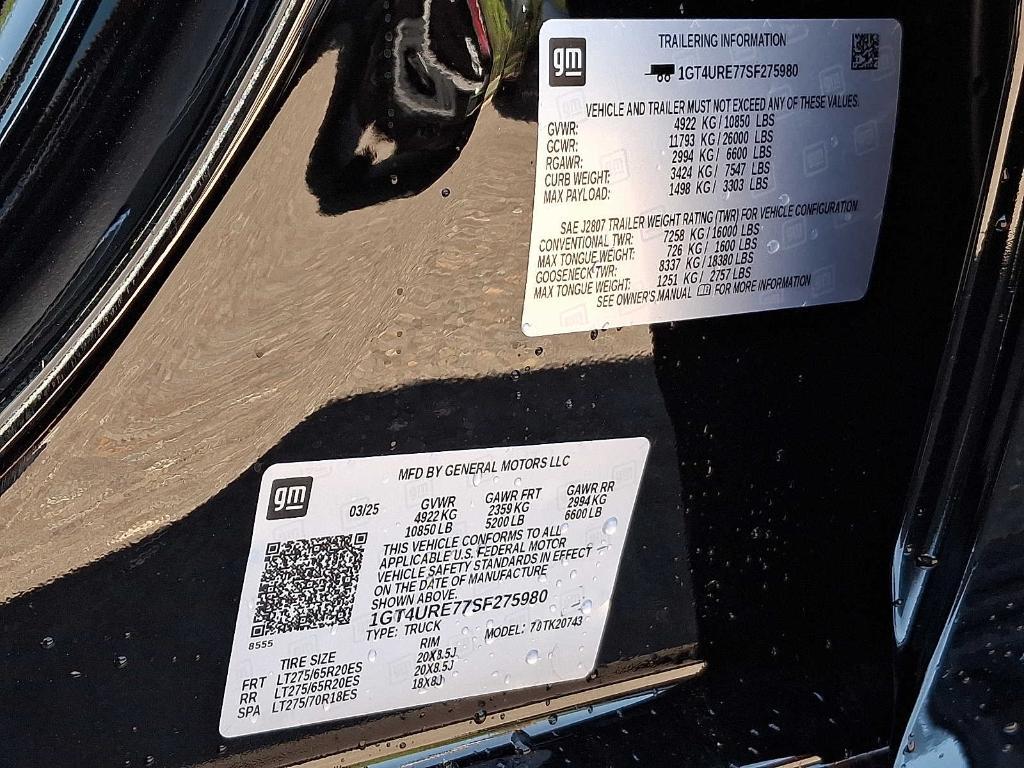 gm
TRAILERING INFORMATION
1GT4URE77SF275980
VEHICLE AND TRAILER MUST NOT EXCEED ANY OF THESE VALUES:
GVWR: 4922 KG/ 10850 LBS
GCWR: 11793 KG/ 26000 LBS
RGAWR: 2994 KG/ 6600 LBS
CURB WEIGHT: 3424 KG/ 7547 LBS
MAX PAYLOAD: 1498 KG/ 3303 LBS
SAE J2807 TRAILER WEIGHT RATING (TWR) FOR VEHICLE CONFIGURATION
CONVENTIONAL TWR: 7258 KG/16000 LBS
MAX TONGUE WEIGHT: 726 KG/ 1600 LBS
GOOSENECK TWR: 8337 KG/18380 LBS
MAX TONGUE WEIGHT: 1251 KG/ 2757 LBS
SEE OWNER'S MANUAL FOR MORE INFORMATION
gm
MFD BY GENERAL MOTORS LLC
03/25 GVWR GAWR FRT GAWR RR
4922 KG 2359 KG 2994 KG
10850 LB 5200 LB 6600 LB
THIS VEHICLE CONFORMS TO ALL
APPLICABLE U.S. FEDERAL MOTOR
VEHICLE SAFETY STANDARDS IN EFFECT
ON THE DATE OF MANUFACTURE
SHOWN ABOVE.
1GT4URE77SF275980
8555
TYPE: TRUCK MODEL: T0TK20743
TIRE SIZE RIM
FRT LT275/65R20ES 20X8.5J
RR LT275/65R20ES 20X8.5J
SPA LT275/70R18ES 18X8J